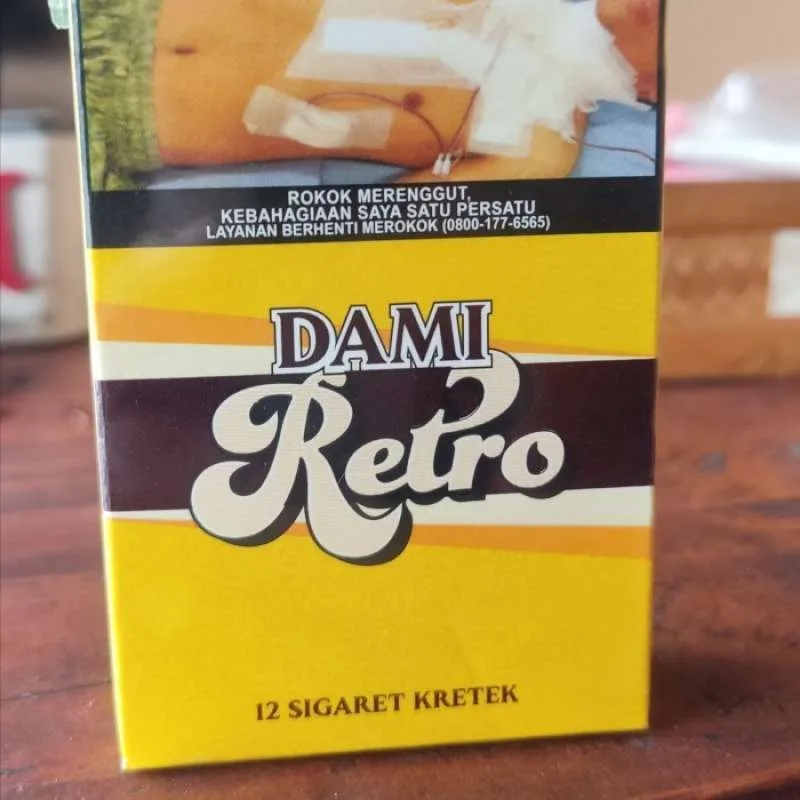 ROKOK MERENGGUT,
KEBAHAGIAAN SAYA SATU PERSATU
LAYANAN BERHENTI MEROKOK (0800-177-6565)
DAMI
Retro
12 SIGARET KRETEK